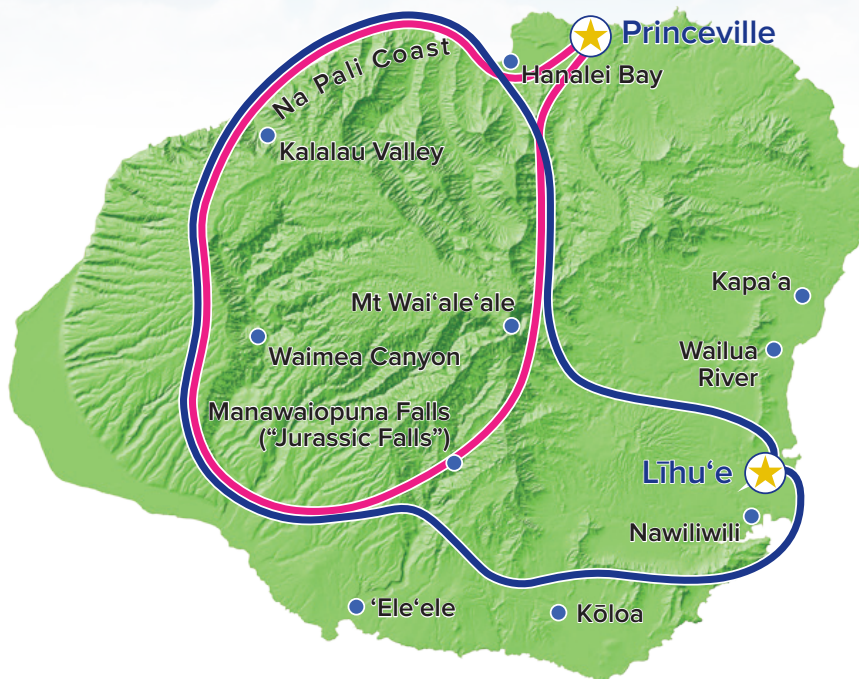 Princeville
Hanalei Bay
Na Pali Coast
Kalalau Valley
Kapa‘a
Mt Wai‘ale‘ale
Wailua
River
Waimea Canyon
Manawaiopuna Falls
(“Jurassic Falls”)
Līhu‘e
Nawiliwili
‘Ele‘ele
Kōloa